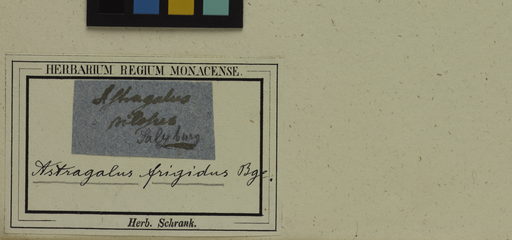 HERBARIUM REGIUM MONACENSE.
Astragalus
Salzburg
Astragalus frigidus Bge.
Herb. Schrank.